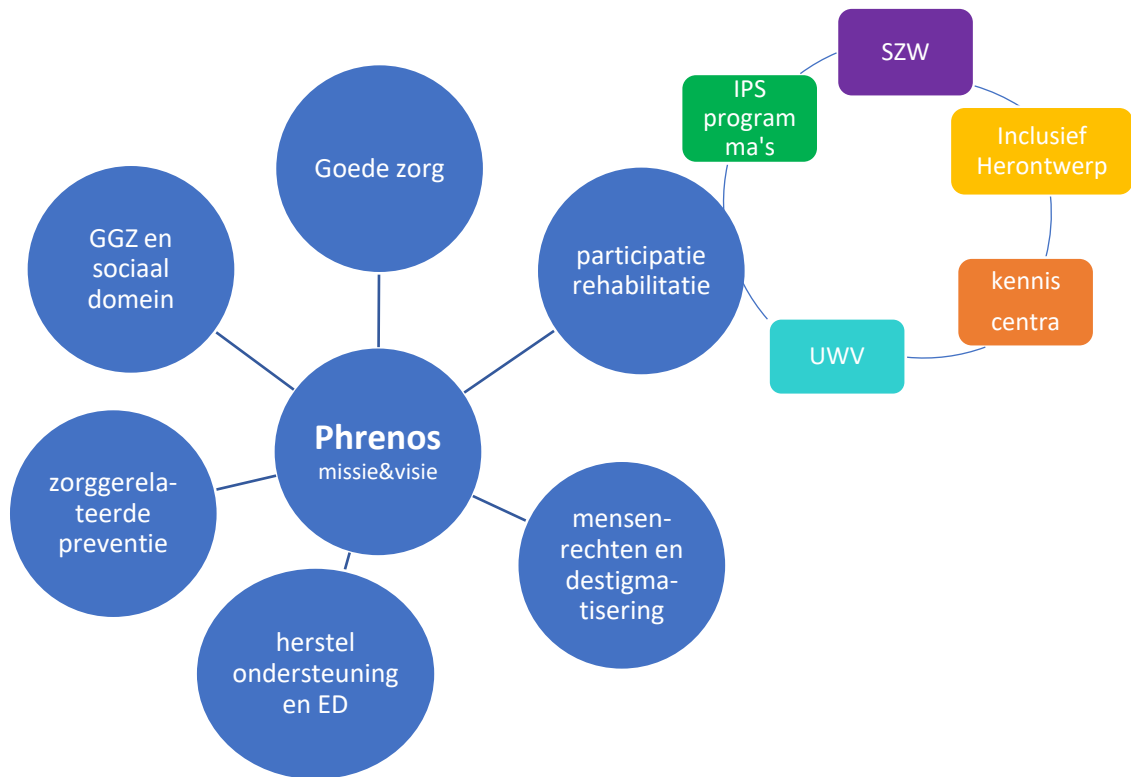 SZW
IPS
program
ma's
Inclusief
Herontwerp
Goede zorg
GGZ en
sociaal
domein
participatie
rehabilitatie
kennis
centra
UWV
Phrenos
missie&visie
zorggerela-
teerde
preventie
mensen-
rechten en
destigma-
tisering
herstel
ondersteuning
en ED